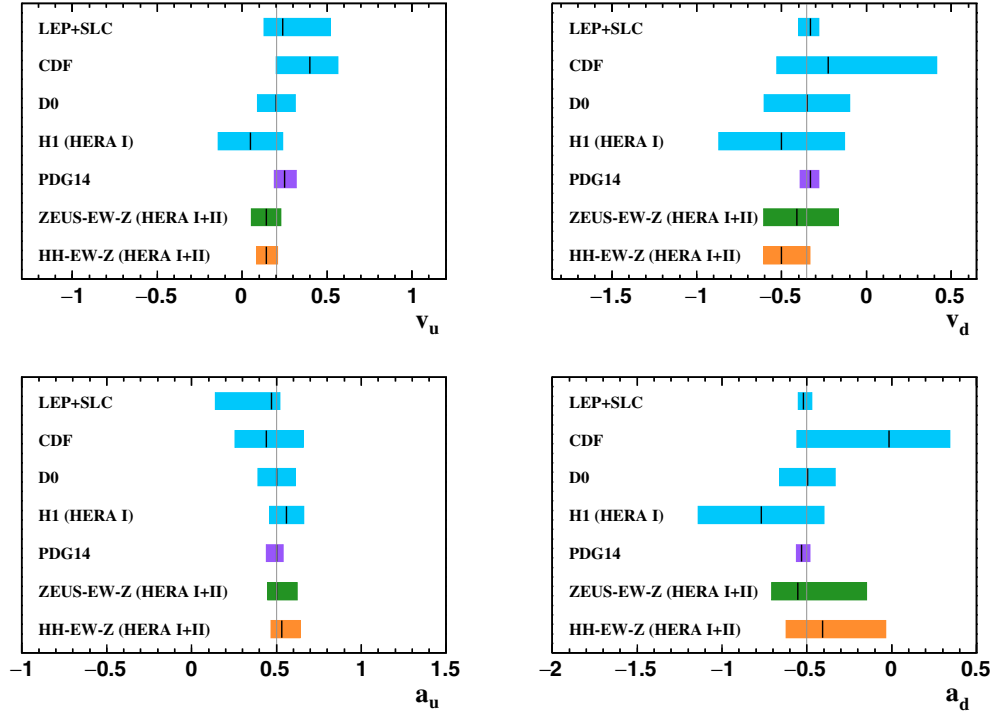 LEP+SLC
CDF
D0
H1 (HERA I)
PDG14
ZEUS-EW-Z (HERA I+II)
HH-EW-Z (HERA I+II)
−1 −0.5 0 0.5 1
v_u
LEP+SLC
CDF
D0
H1 (HERA I)
PDG14
ZEUS-EW-Z (HERA I+II)
HH-EW-Z (HERA I+II)
−1.5 −1 −0.5 0 0.5
v_d
LEP+SLC
CDF
D0
H1 (HERA I)
PDG14
ZEUS-EW-Z (HERA I+II)
HH-EW-Z (HERA I+II)
−1 −0.5 0 0.5 1 1.5
a_u
LEP+SLC
CDF
D0
H1 (HERA I)
PDG14
ZEUS-EW-Z (HERA I+II)
HH-EW-Z (HERA I+II)
−2 −1.5 −1 −0.5 0 0.5
a_d